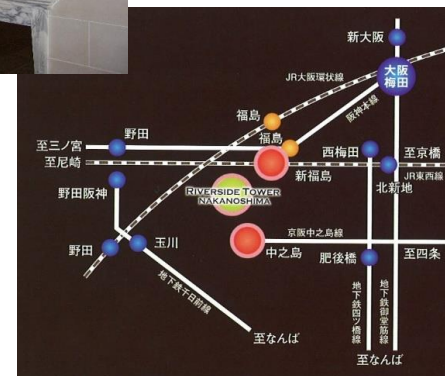 新大阪
大阪
梅田
JR大阪環状線
阪神本線
福島
福島
野田
至三ノ宮
至尼崎
西梅田
至京橋
新福島
JR東西線
北新地
野田阪神
RIVERSIDE TOWER
NAKANOSHIMA
京阪中之島線
野田
玉川
中之島
肥後橋
至四条
地下鉄千日前線
地下鉄四ツ橋線
地下鉄御堂筋線
至なんば
至なんば